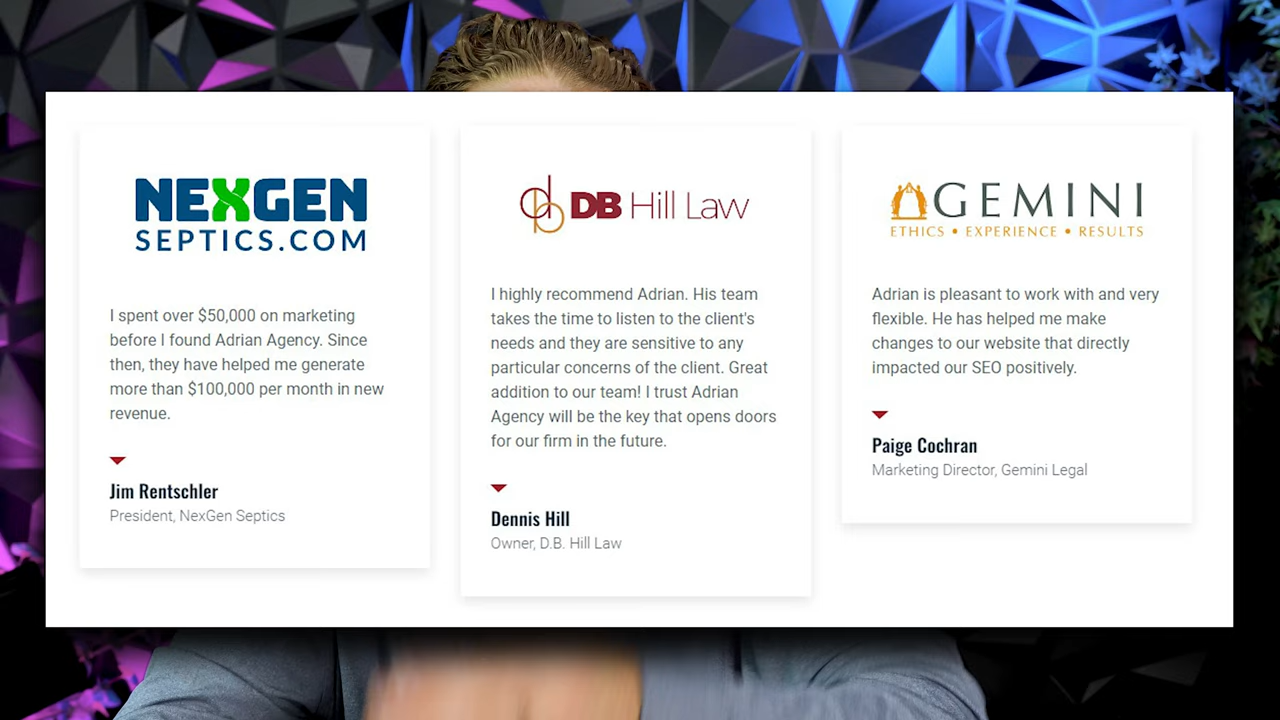 NEXGEN
SEPTICS.COM
I spent over $50,000 on marketing
before I found Adrian Agency. Since
then, they have helped me generate
more than $100,000 per month in new
revenue.
Jim Rentschler
President, NexGen Septics
DB Hill Law
I highly recommend Adrian. His team
takes the time to listen to the client's
needs and they are sensitive to any
particular concerns of the client. Great
addition to our team! I trust Adrian
Agency will be the key that opens doors
for our firm in the future.
Dennis Hill
Owner, D.B. Hill Law
GEMINI
ETHICS • EXPERIENCE • RESULTS
Adrian is pleasant to work with and very
flexible. He has helped me make
changes to our website that directly
impacted our SEO positively.
Paige Cochran
Marketing Director, Gemini Legal